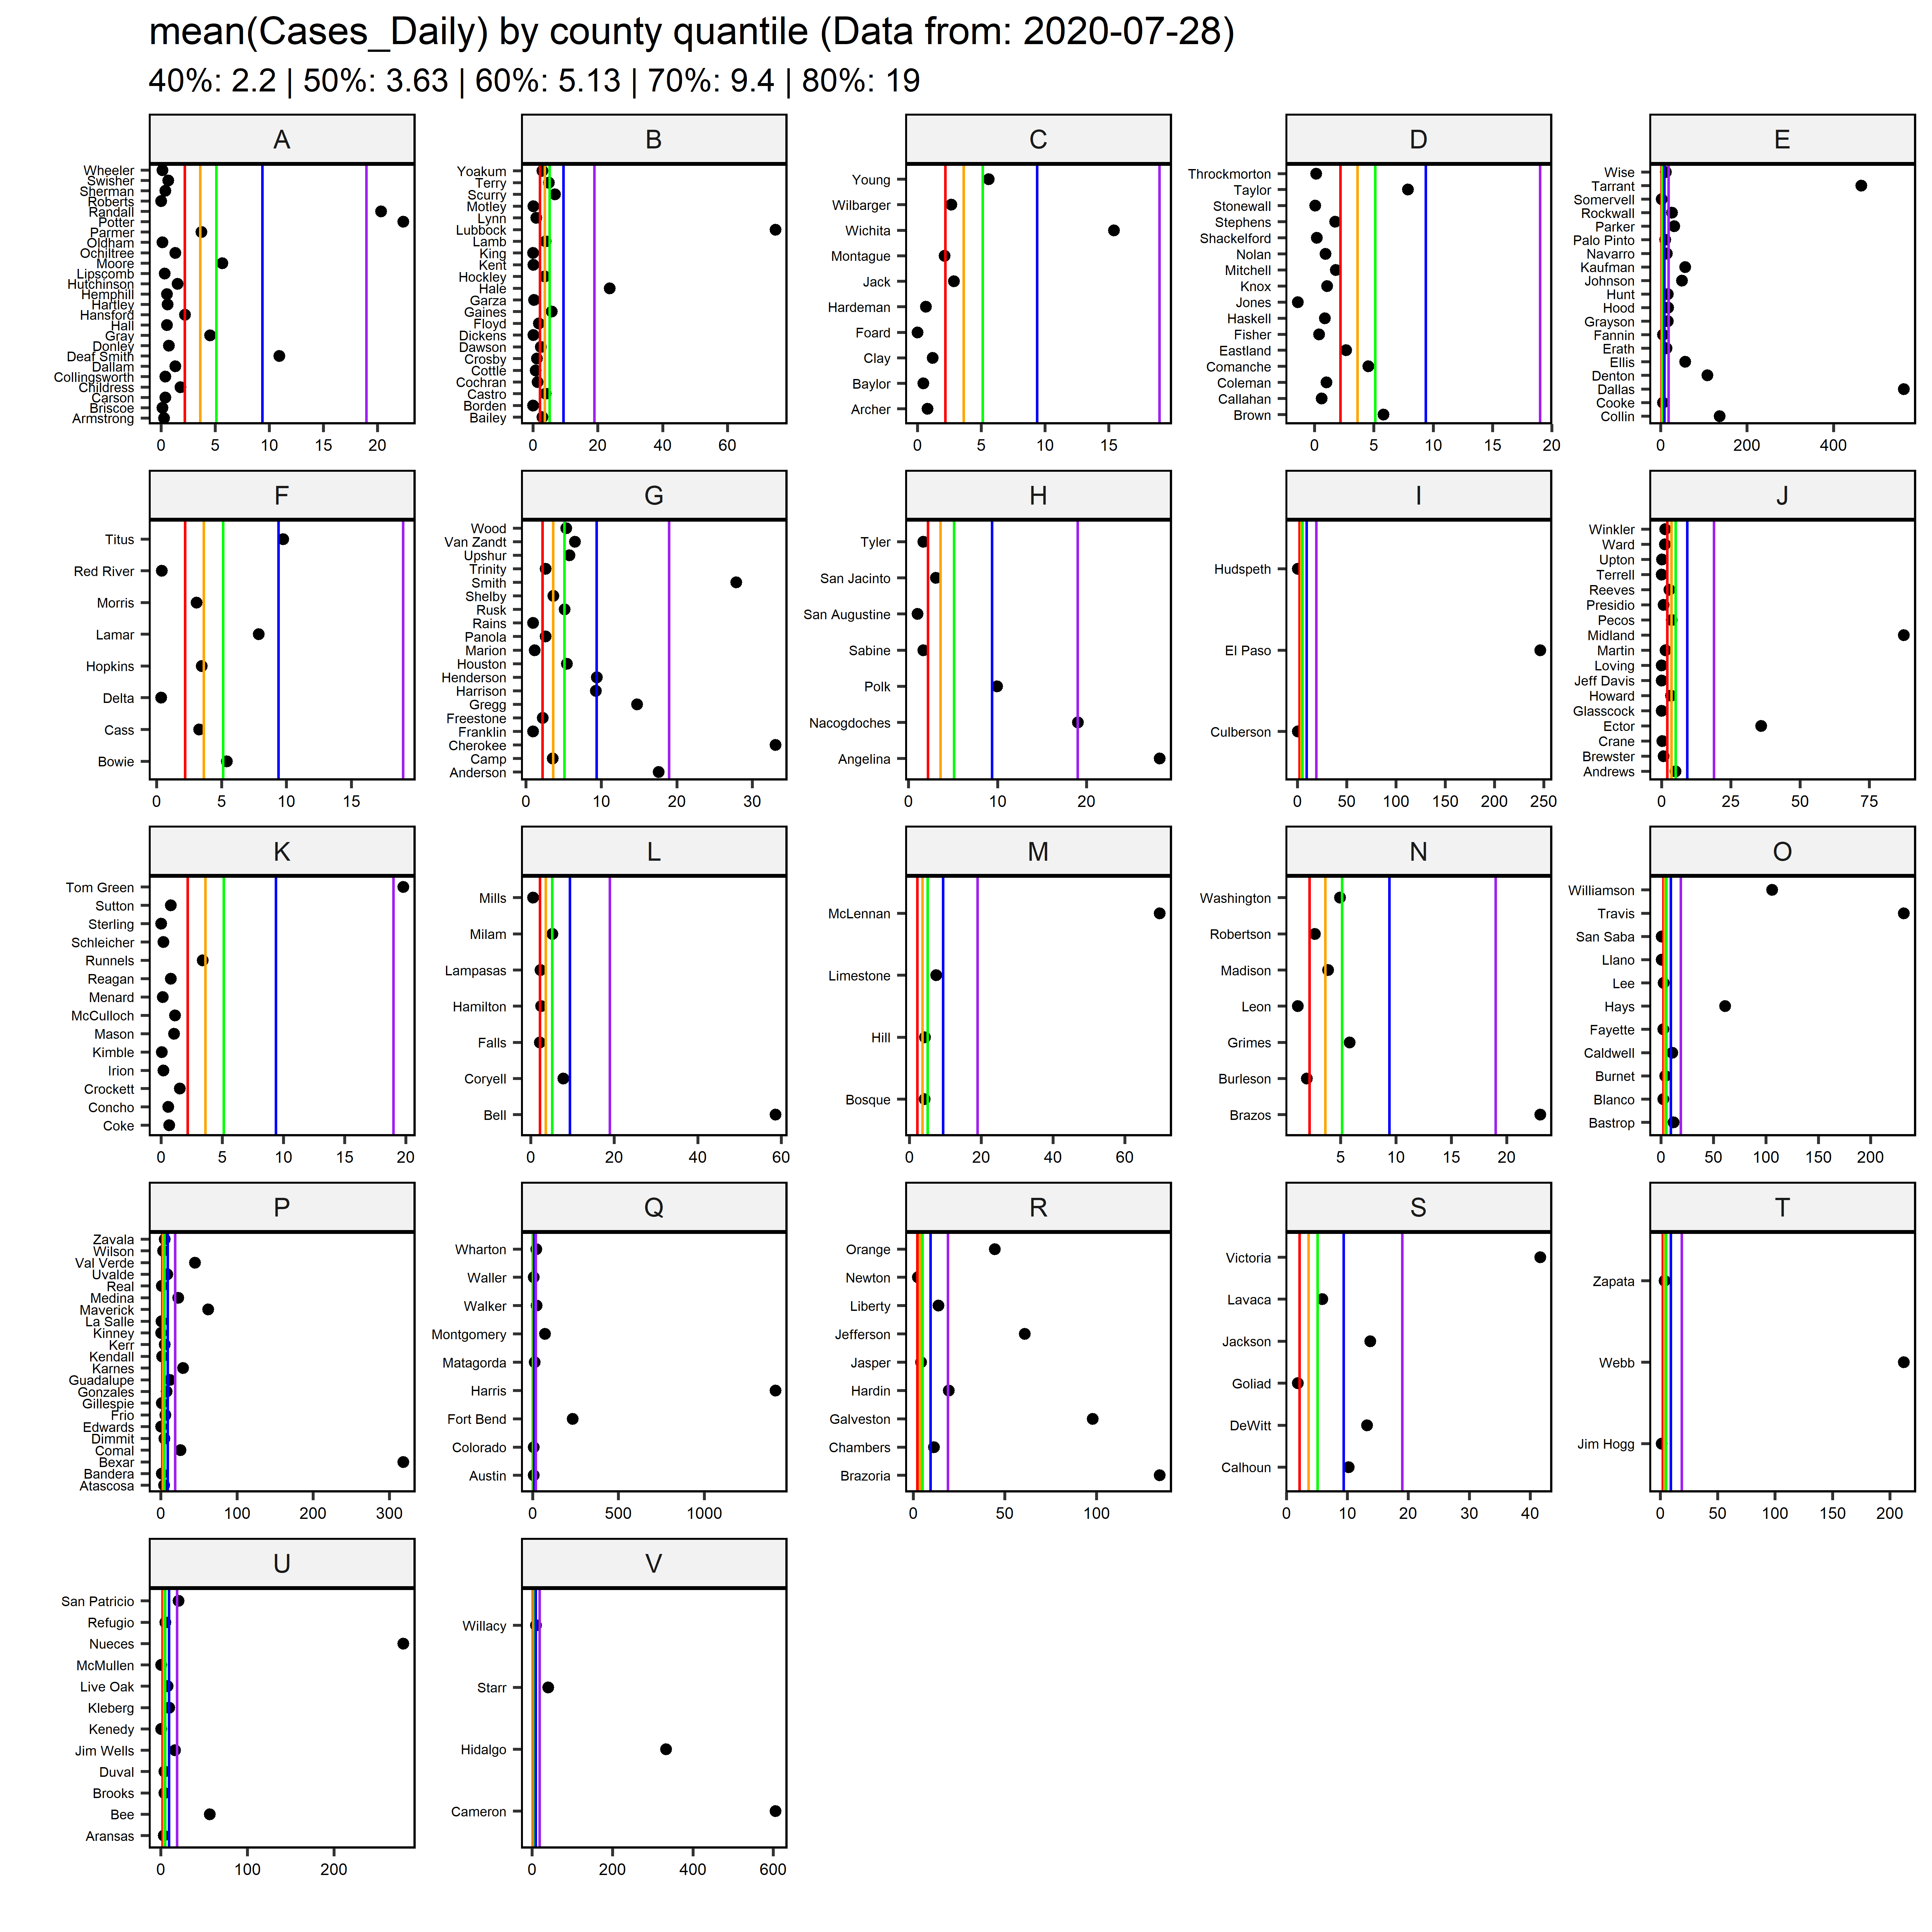 mean(Cases_Daily) by county quantile (Data from: 2020-07-28)
40%: 2.2 | 50%: 3.63 | 60%: 5.13 | 70%: 9.4 | 80%: 19
A
Wheeler
Swisher
Sherman
Roberts
Randall
Potter
Parmer
Oldham
Ochiltree
Moore
Lipscomb
Hutchinson
Hemphill
Hartley
Hansford
Hall
Gray
Donley
Deaf Smith
Dallam
Collingsworth
Childress
Carson
Briscoe
Armstrong
0 5 10 15 20
B
Yoakum
Terry
Scurry
Motley
Lynn
Lubbock
Lamb
King
Kent
Hockley
Hale
Garza
Gaines
Floyd
Dickens
Dawson
Crosby
Cottle
Cochran
Castro
Borden
Bailey
0 20 40 60
C
Young
Wilbarger
Wichita
Montague
Jack
Hardeman
Foard
Clay
Baylor
Archer
0 5 10 15
D
Throckmorton
Taylor
Stonewall
Stephens
Shackelford
Nolan
Mitchell
Knox
Jones
Haskell
Fisher
Eastland
Comanche
Coleman
Callahan
Brown
0 5 10 15 20
E
Wise
Tarrant
Somervell
Rockwall
Parker
Palo Pinto
Navarro
Kaufman
Johnson
Hunt
Hood
Grayson
Fannin
Erath
Ellis
Denton
Dallas
Cooke
Collin
0 200 400
F
Titus
Red River
Morris
Lamar
Hopkins
Delta
Cass
Bowie
0 5 10 15
G
Wood
Van Zandt
Upshur
Trinity
Smith
Shelby
Rusk
Rains
Panola
Marion
Houston
Henderson
Harrison
Gregg
Freestone
Franklin
Cherokee
Camp
Anderson
0 10 20 30
H
Tyler
San Jacinto
San Augustine
Sabine
Polk
Nacogdoches
Angelina
0 10 20
I
Hudspeth
El Paso
Culberson
0 50 100 150 200 250
J
Winkler
Ward
Upton
Terrell
Reeves
Presidio
Pecos
Midland
Martin
Loving
Jeff Davis
Howard
Glasscock
Ector
Crane
Brewster
Andrews
0 25 50 75
K
Tom Green
Sutton
Sterling
Schleicher
Runnels
Reagan
Menard
McCulloch
Mason
Kimble
Irion
Crockett
Concho
Coke
0 5 10 15 20
L
Mills
Milam
Lampasas
Hamilton
Falls
Coryell
Bell
0 20 40 60
M
McLennan
Limestone
Hill
Bosque
0 20 40 60
N
Washington
Robertson
Madison
Leon
Grimes
Burleson
Brazos
5 10 15 20
O
Williamson
Travis
San Saba
Llano
Lee
Hays
Fayette
Caldwell
Burnet
Blanco
Bastrop
0 50 100 150 200
P
Zavala
Wilson
Val Verde
Uvalde
Real
Medina
Maverick
La Salle
Kinney
Kerr
Kendall
Karnes
Guadalupe
Gonzales
Gillespie
Frio
Edwards
Dimmit
Comal
Bexar
Bandera
Atascosa
0 100 200 300
Q
Wharton
Waller
Walker
Montgomery
Matagorda
Harris
Fort Bend
Colorado
Austin
0 500 1000
R
Orange
Newton
Liberty
Jefferson
Jasper
Hardin
Galveston
Chambers
Brazoria
0 50 100
S
Victoria
Lavaca
Jackson
Goliad
DeWitt
Calhoun
0 10 20 30 40
T
Zapata
Webb
Jim Hogg
0 50 100 150 200
U
San Patricio
Refugio
Nueces
McMullen
Live Oak
Kleberg
Kenedy
Jim Wells
Duval
Brooks
Bee
Aransas
0 100 200
V
Willacy
Starr
Hidalgo
Cameron
0 200 400 600